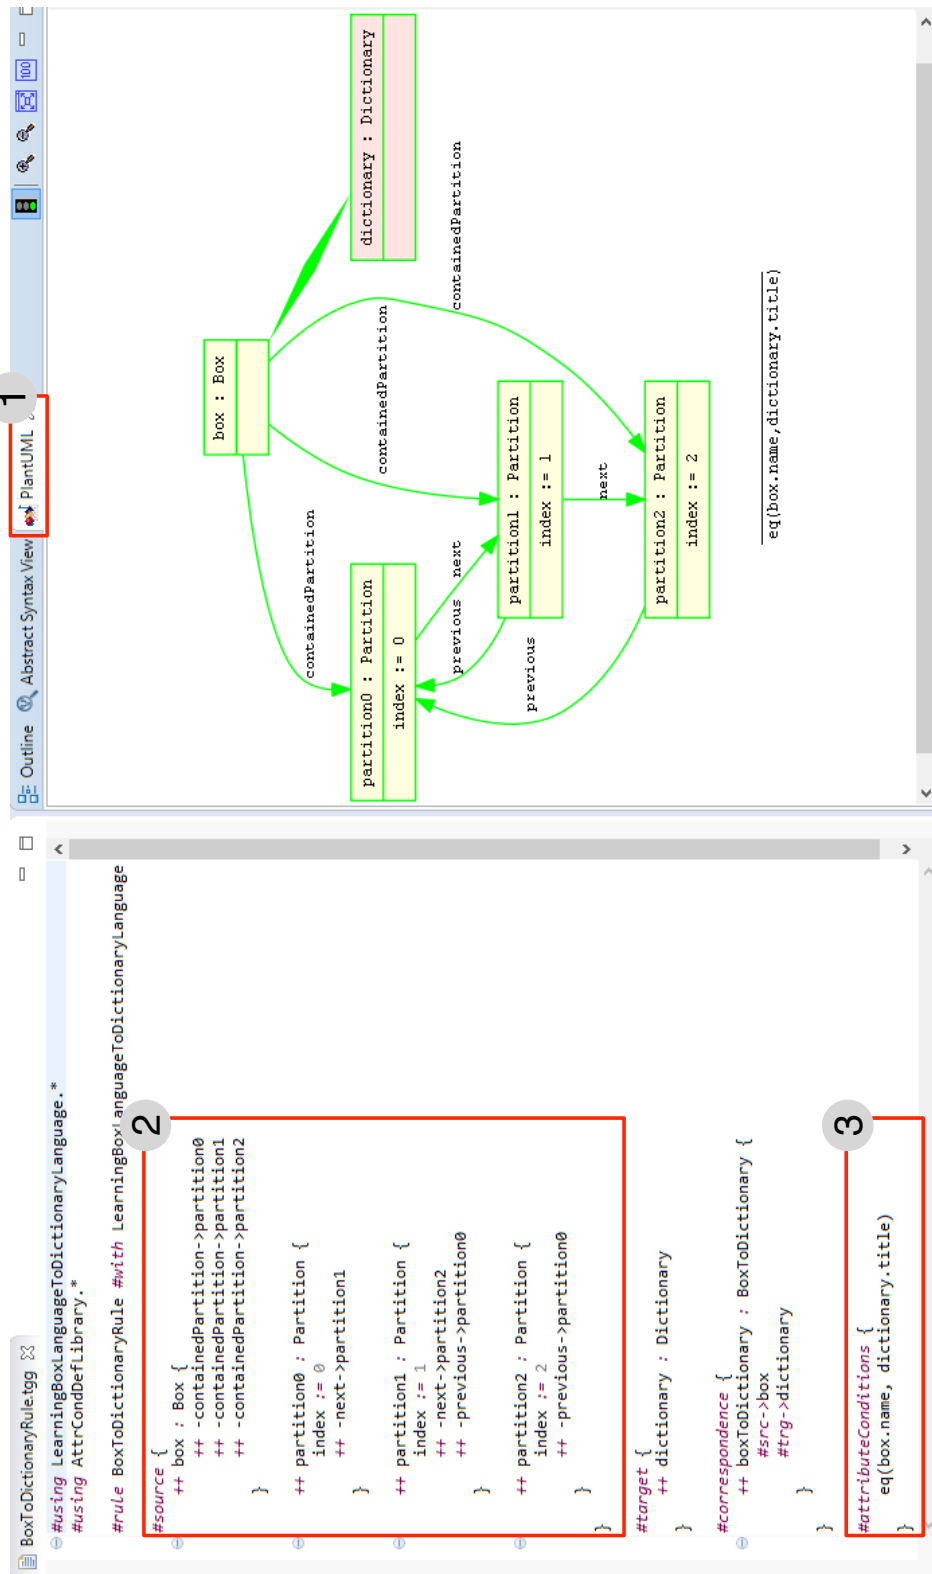 BoxToDictionaryRule.tgg
#using LearningBoxLanguageToDictionaryLanguage.*
#using AttrCondDefLibrary.*
#rule BoxToDictionaryRule #with LearningBoxLanguageToDictionaryLanguage
2
#source {
++ box : Box {
++ -containedPartition->partition0
++ -containedPartition->partition1
++ -containedPartition->partition2
}
++ partition0 : Partition {
index := 0
++ -next->partition1
}
++ partition1 : Partition {
index := 1
++ -next->partition2
++ -previous->partition0
}
++ partition2 : Partition {
index := 2
++ -previous->partition0
}
}
#target {
++ dictionary : Dictionary
}
#correspondence {
++ boxToDictionary : BoxToDictionary {
#src->box
#trg->dictionary
}
}
3
#attributeConditions {
eq(box.name, dictionary.title)
}
Outline
Abstract Syntax View
PlantUML
1
100
box : Box
dictionary : Dictionary
containedPartition
containedPartition
containedPartition
partition0 : Partition
index := 0
previous
next
partition1 : Partition
index := 1
previous
next
partition2 : Partition
index := 2
eq(box.name,dictionary.title)